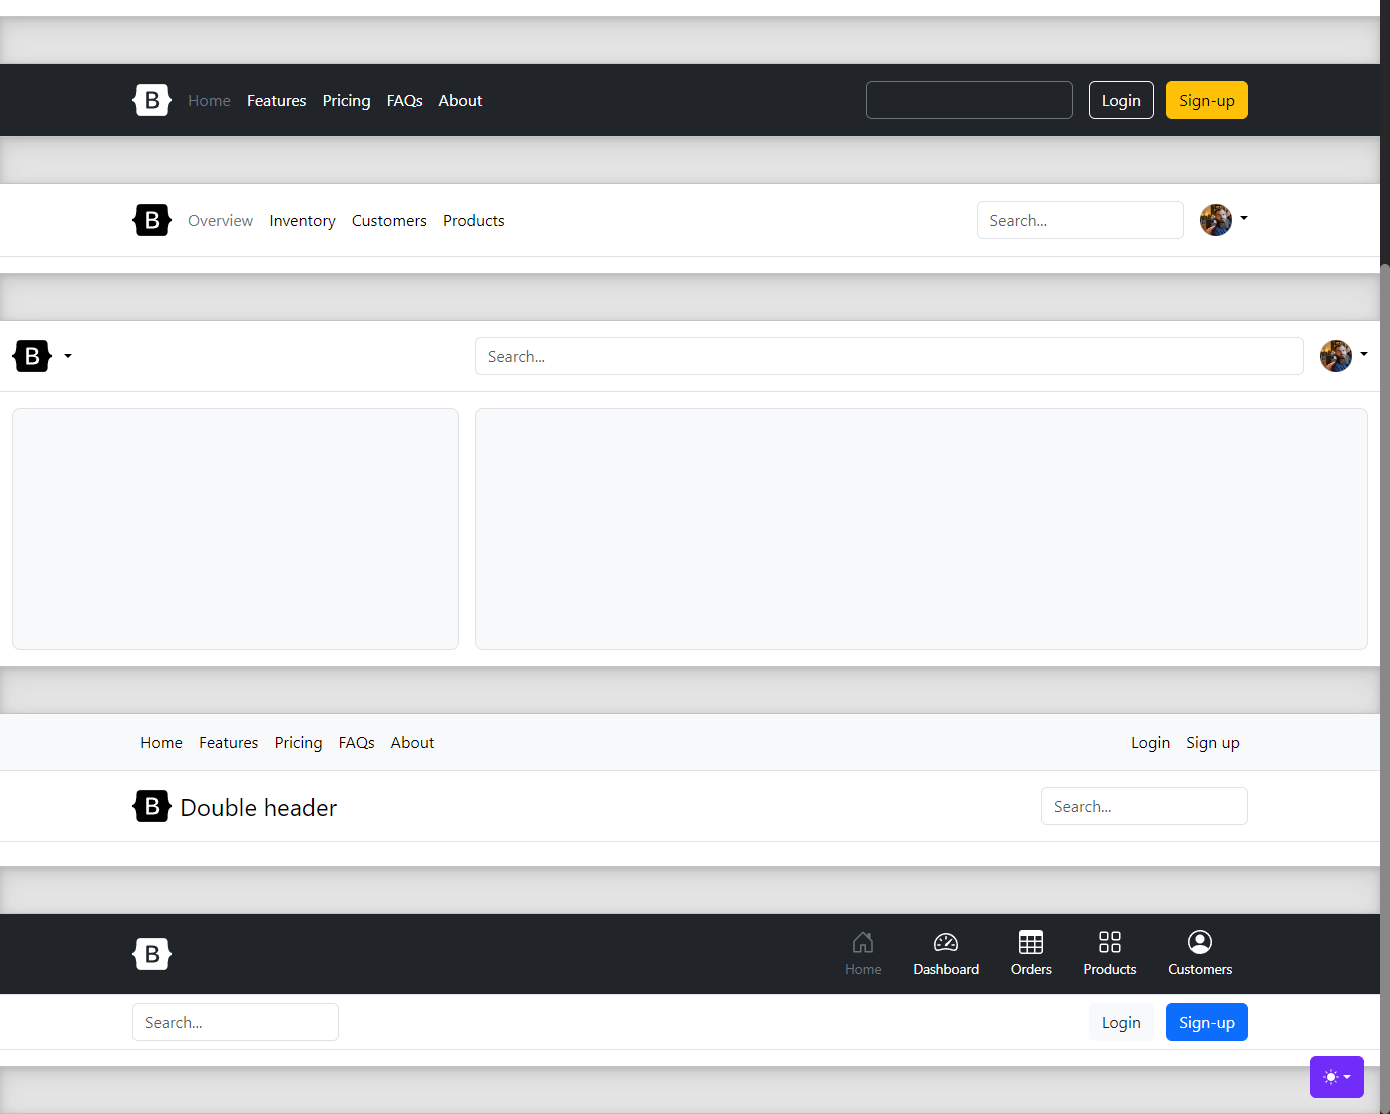 B Home Features Pricing FAQs About Login Sign-up
B Overview Inventory Customers Products Search...
B Search...
Home Features Pricing FAQs About Login Sign up
B Double header Search...
B Home Dashboard Orders Products Customers
Search... Login Sign-up